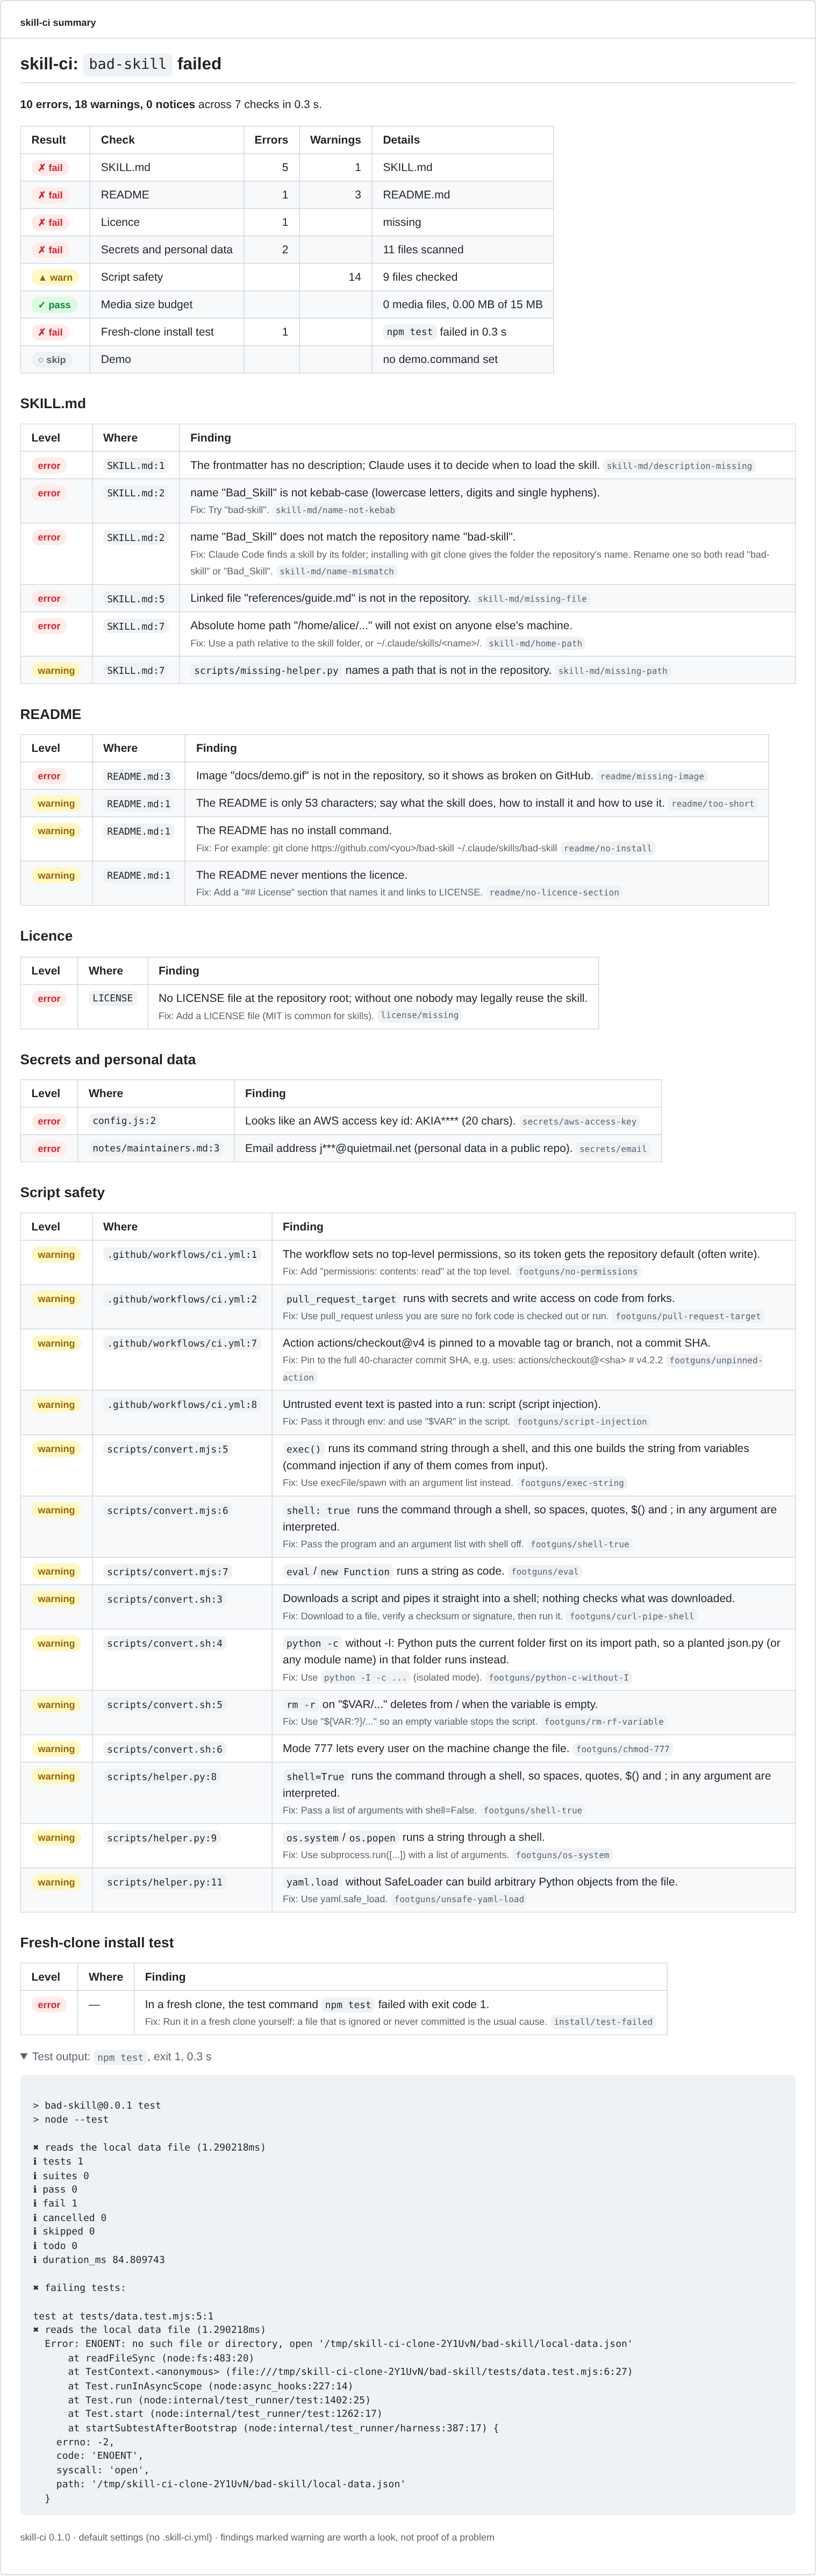 skill-ci summary
skill-ci: bad-skill failed
10 errors, 18 warnings, 0 notices across 7 checks in 0.3 s.
Result Check Errors Warnings Details
✗ fail SKILL.md 5 1 SKILL.md
✗ fail README 1 3 README.md
✗ fail Licence 1 missing
✗ fail Secrets and personal data 2 11 files scanned
▲ warn Script safety 14 9 files checked
✓ pass Media size budget 0 media files, 0.00 MB of 15 MB
✗ fail Fresh-clone install test 1 npm test failed in 0.3 s
○ skip Demo no demo.command set
SKILL.md
Level Where Finding
error SKILL.md:1 The frontmatter has no description; Claude uses it to decide when to load the skill. skill-md/description-missing
error SKILL.md:2 name "Bad_Skill" is not kebab-case (lowercase letters, digits and single hyphens).
Fix: Try "bad-skill". skill-md/name-not-kebab
error SKILL.md:2 name "Bad_Skill" does not match the repository name "bad-skill".
Fix: Claude Code finds a skill by its folder; installing with git clone gives the folder the repository's name. Rename one so both read "bad-
skill" or "Bad_Skill". skill-md/name-mismatch
error SKILL.md:5 Linked file "references/guide.md" is not in the repository. skill-md/missing-file
error SKILL.md:7 Absolute home path "/home/alice/..." will not exist on anyone else's machine.
Fix: Use a path relative to the skill folder, or ~/.claude/skills/<name>/. skill-md/home-path
warning SKILL.md:7 scripts/missing-helper.py names a path that is not in the repository. skill-md/missing-path
README
Level Where Finding
error README.md:3 Image "docs/demo.gif" is not in the repository, so it shows as broken on GitHub. readme/missing-image
warning README.md:1 The README is only 53 characters; say what the skill does, how to install it and how to use it. readme/too-short
warning README.md:1 The README has no install command.
Fix: For example: git clone https://github.com/<you>/bad-skill ~/.claude/skills/bad-skill readme/no-install
warning README.md:1 The README never mentions the licence.
Fix: Add a "## License" section that names it and links to LICENSE. readme/no-licence-section
Licence
Level Where Finding
error LICENSE No LICENSE file at the repository root; without one nobody may legally reuse the skill.
Fix: Add a LICENSE file (MIT is common for skills). license/missing
Secrets and personal data
Level Where Finding
error config.js:2 Looks like an AWS access key id: AKIA**** (20 chars). secrets/aws-access-key
error notes/maintainers.md:3 Email address j***@quietmail.net (personal data in a public repo). secrets/email
Script safety
Level Where Finding
warning .github/workflows/ci.yml:1 The workflow sets no top-level permissions, so its token gets the repository default (often write).
Fix: Add "permissions: contents: read" at the top level. footguns/no-permissions
warning .github/workflows/ci.yml:2 pull_request_target runs with secrets and write access on code from forks.
Fix: Use pull_request unless you are sure no fork code is checked out or run. footguns/pull-request-target
warning .github/workflows/ci.yml:7 Action actions/checkout@v4 is pinned to a movable tag or branch, not a commit SHA.
Fix: Pin to the full 40-character commit SHA, e.g. uses: actions/checkout@<sha> # v4.2.2 footguns/unpinned-
action
warning .github/workflows/ci.yml:8 Untrusted event text is pasted into a run: script (script injection).
Fix: Pass it through env: and use "$VAR" in the script. footguns/script-injection
warning scripts/convert.mjs:5 exec() runs its command string through a shell, and this one builds the string from variables
(command injection if any of them comes from input).
Fix: Use execFile/spawn with an argument list instead. footguns/exec-string
warning scripts/convert.mjs:6 shell: true runs the command through a shell, so spaces, quotes, $() and ; in any argument are
interpreted.
Fix: Pass the program and an argument list with shell off. footguns/shell-true
warning scripts/convert.mjs:7 eval / new Function runs a string as code. footguns/eval
warning scripts/convert.sh:3 Downloads a script and pipes it straight into a shell; nothing checks what was downloaded.
Fix: Download to a file, verify a checksum or signature, then run it. footguns/curl-pipe-shell
warning scripts/convert.sh:4 python -c without -I: Python puts the current folder first on its import path, so a planted json.py (or
any module name) in that folder runs instead.
Fix: Use python -I -c ... (isolated mode). footguns/python-c-without-I
warning scripts/convert.sh:5 rm -r on "$VAR/..." deletes from / when the variable is empty.
Fix: Use "${VAR:?}/..." so an empty variable stops the script. footguns/rm-rf-variable
warning scripts/convert.sh:6 Mode 777 lets every user on the machine change the file. footguns/chmod-777
warning scripts/helper.py:8 shell=True runs the command through a shell, so spaces, quotes, $() and ; in any argument are
interpreted.
Fix: Pass a list of arguments with shell=False. footguns/shell-true
warning scripts/helper.py:9 os.system / os.popen runs a string through a shell.
Fix: Use subprocess.run([...]) with a list of arguments. footguns/os-system
warning scripts/helper.py:11 yaml.load without SafeLoader can build arbitrary Python objects from the file.
Fix: Use yaml.safe_load. footguns/unsafe-yaml-load
Fresh-clone install test
Level Where Finding
error — In a fresh clone, the test command npm test failed with exit code 1.
Fix: Run it in a fresh clone yourself: a file that is ignored or never committed is the usual cause. install/test-failed
▼ Test output: npm test, exit 1, 0.3 s
> bad-skill@0.0.1 test
> node --test
✖ reads the local data file (1.290218ms)
ℹ tests 1
ℹ suites 0
ℹ pass 0
ℹ fail 1
ℹ cancelled 0
ℹ skipped 0
ℹ todo 0
ℹ duration_ms 84.809743
✖ failing tests:
test at tests/data.test.mjs:5:1
✖ reads the local data file (1.290218ms)
Error: ENOENT: no such file or directory, open '/tmp/skill-ci-clone-2Y1UvN/bad-skill/local-data.json'
at readFileSync (node:fs:483:20)
at TestContext.<anonymous> (file:///tmp/skill-ci-clone-2Y1UvN/bad-skill/tests/data.test.mjs:6:27)
at Test.runInAsyncScope (node:async_hooks:227:14)
at Test.run (node:internal/test_runner/test:1402:25)
at Test.start (node:internal/test_runner/test:1262:17)
at startSubtestAfterBootstrap (node:internal/test_runner/harness:387:17) {
errno: -2,
code: 'ENOENT',
syscall: 'open',
path: '/tmp/skill-ci-clone-2Y1UvN/bad-skill/local-data.json'
}
skill-ci 0.1.0 · default settings (no .skill-ci.yml) · findings marked warning are worth a look, not proof of a problem